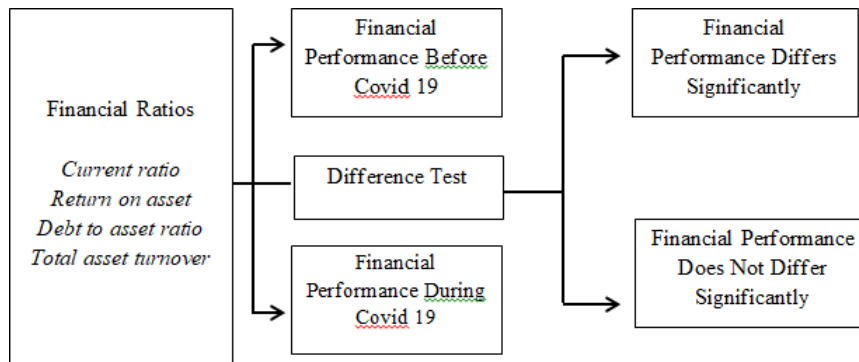 Financial Ratios
Current ratio
Return on asset
Debt to asset ratio
Total asset turnover
Financial
Performance Before
Covid 19
Difference Test
Financial
Performance During
Covid 19
Financial
Performance Differs
Significantly
Financial Performance
Does Not Differ
Significantly